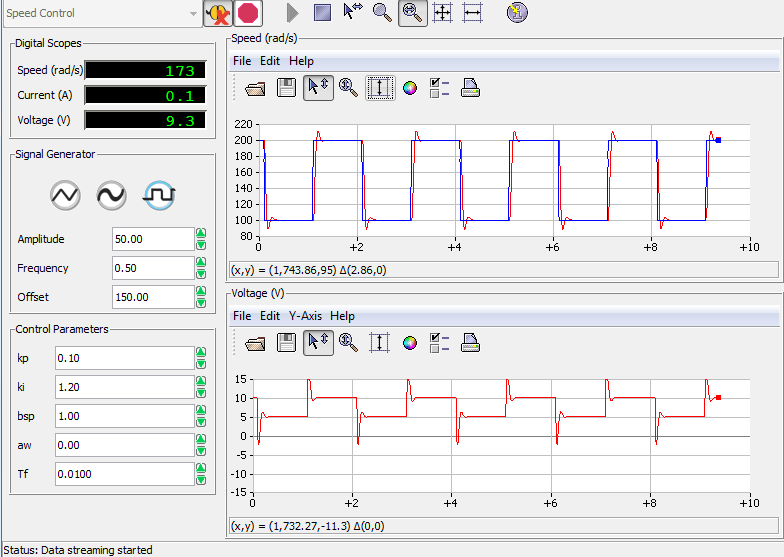 Speed Control
Digital Scopes
Speed (rad/s) 173
Current (A) 0.1
Voltage (V) 9.3
Signal Generator
Amplitude 50.00
Frequency 0.50
Offset 150.00
Control Parameters
kp 0.10
ki 1.20
bsp 1.00
aw 0.00
Tf 0.0100
Speed (rad/s)
File Edit Help
220
200
180
160
140
120
100
80
0 +2 +4 +6 +8 +10
(x,y) = (1,743.86,95) Δ(2.86,0)
Voltage (V)
File Edit Y-Axis Help
15
10
5
0
-5
-10
-15
0 +2 +4 +6 +8 +10
(x,y) = (1,732.27,-11.3) Δ(0,0)
Status: Data streaming started